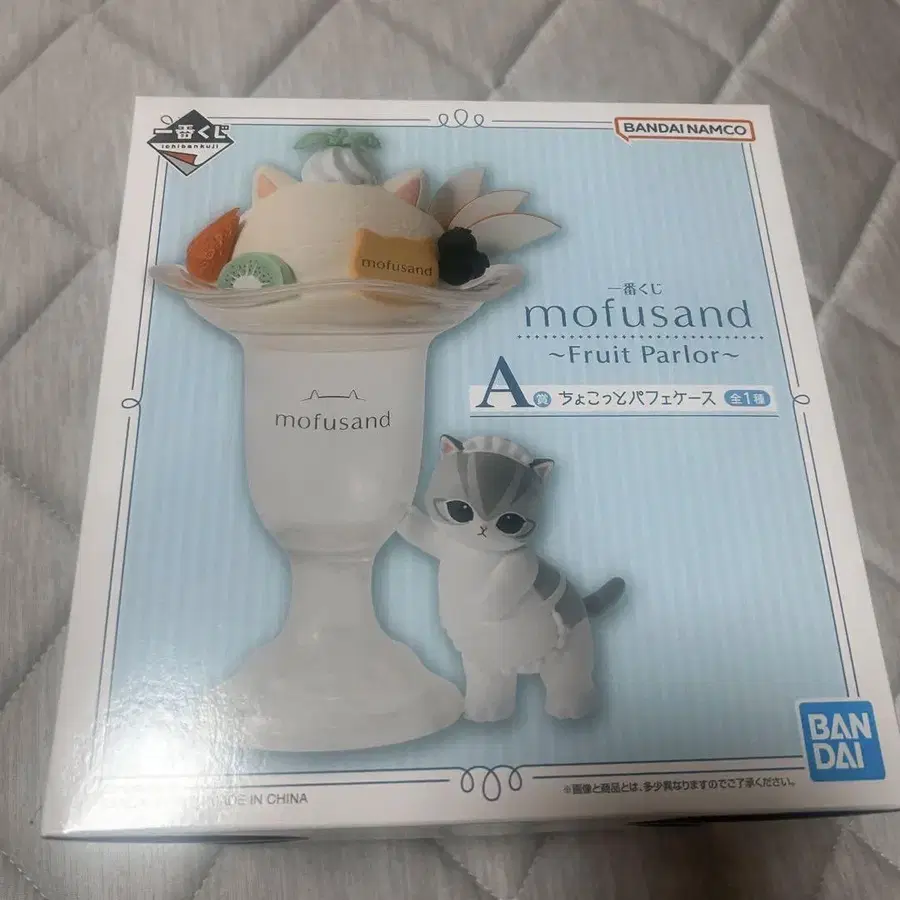 一番くじ
ichibankuji
BANDAI NAMCO
mofusand
一番くじ
mofusand
~Fruit Parlor~
A賞 ちょこっとパフェケース 全1種
mofusand
BAN
DAI
※画像と商品とは、多少異なりますのでご了承ください。
MADE IN CHINA